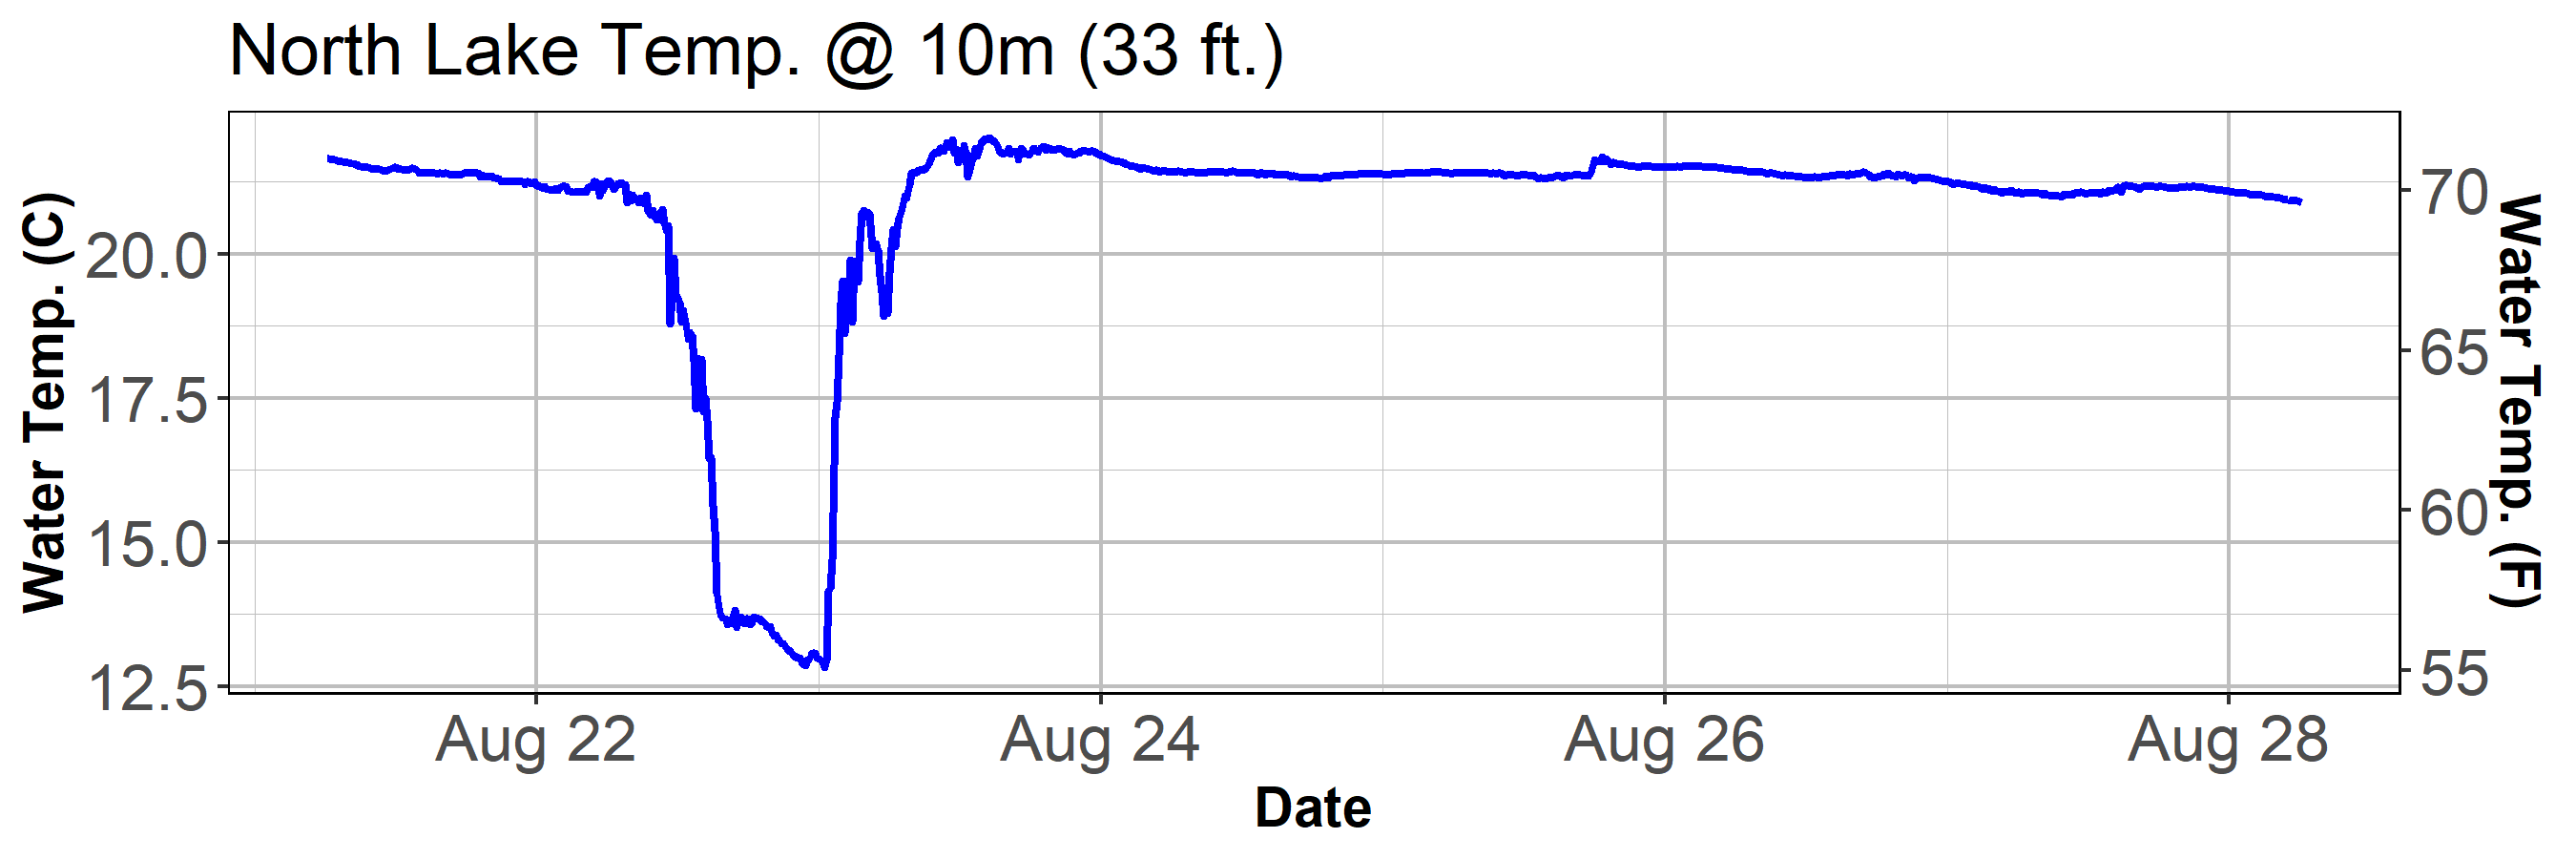 North Lake Temp. @ 10m (33 ft.)
Water Temp. (C)
20.0
17.5
15.0
12.5
70
65
60
55
Water Temp. (F)
Aug 22
Aug 24
Aug 26
Aug 28
Date